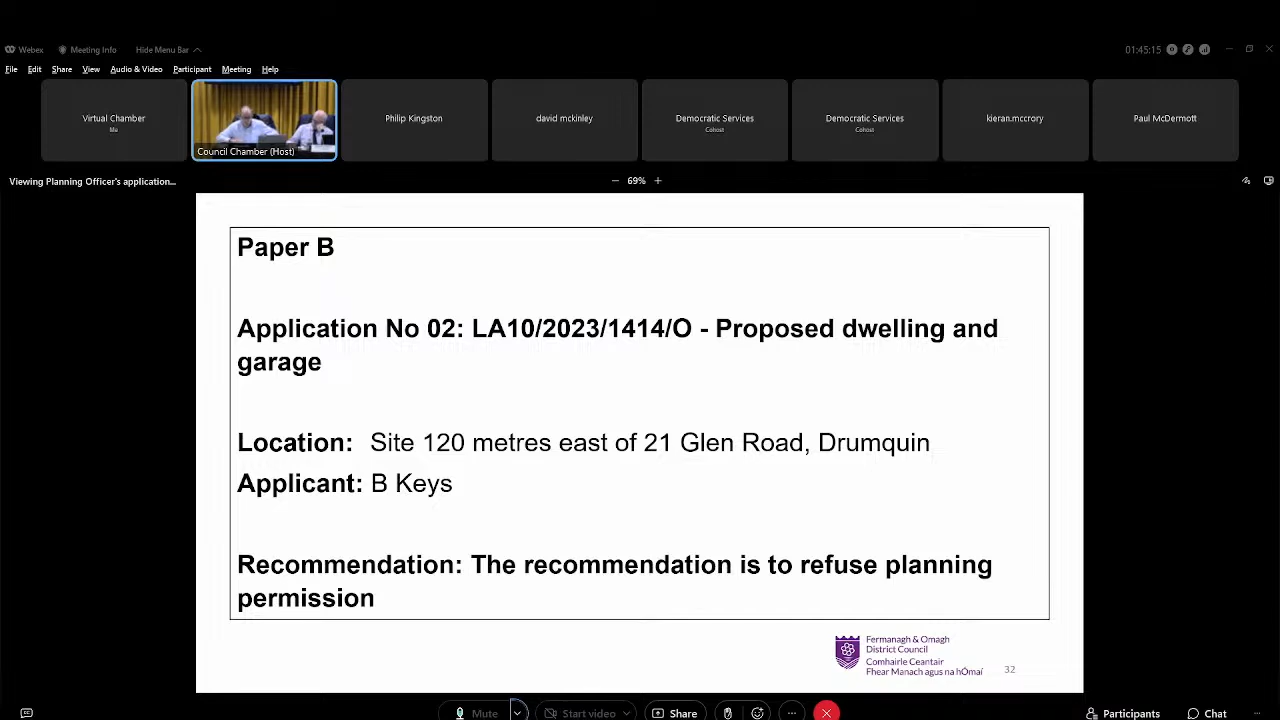 Webex Meeting Info Hide Menu Bar 01:45:15
File Edit Share View Audio & Video Participant Meeting Help
Virtual Chamber
Me
Council Chamber (Host)
Philip Kingston
david mckinley
Democratic Services
Cohost
Democratic Services
Cohost
kieran.mccrory
Paul McDermott
Viewing Planning Officer's application...
69%
Paper B
Application No 02: LA10/2023/1414/O - Proposed dwelling and
garage
Location: Site 120 metres east of 21 Glen Road, Drumquin
Applicant: B Keys
Recommendation: The recommendation is to refuse planning
permission
Fermanagh & Omagh
District Council
Comhairle Ceantair
Fhear Manach agus na hÓmaí
32
Mute Start video Share Participants Chat